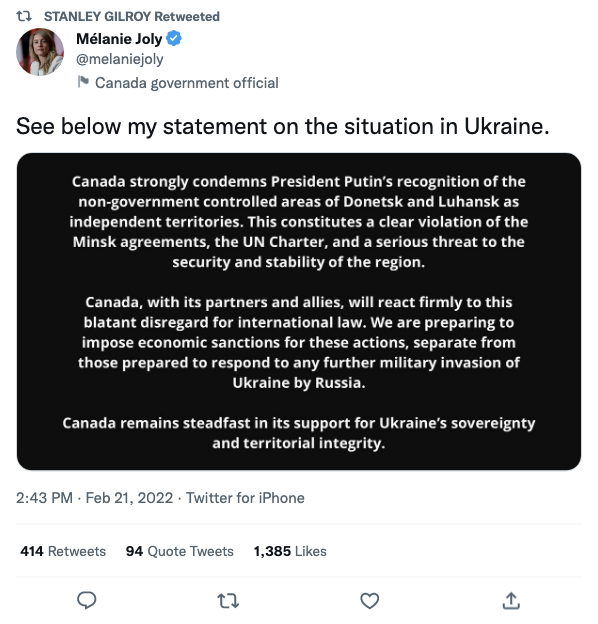 STANLEY GILROY Retweeted
Mélanie Joly
@melaniejoly
Canada government official
See below my statement on the situation in Ukraine.
Canada strongly condemns President Putin’s recognition of the
non-government controlled areas of Donetsk and Luhansk as
independent territories. This constitutes a clear violation of the
Minsk agreements, the UN Charter, and a serious threat to the
security and stability of the region.
Canada, with its partners and allies, will react firmly to this
blatant disregard for international law. We are preparing to
impose economic sanctions for these actions, separate from
those prepared to respond to any further military invasion of
Ukraine by Russia.
Canada remains steadfast in its support for Ukraine’s sovereignty
and territorial integrity.
2:43 PM · Feb 21, 2022 · Twitter for iPhone
414 Retweets 94 Quote Tweets 1,385 Likes